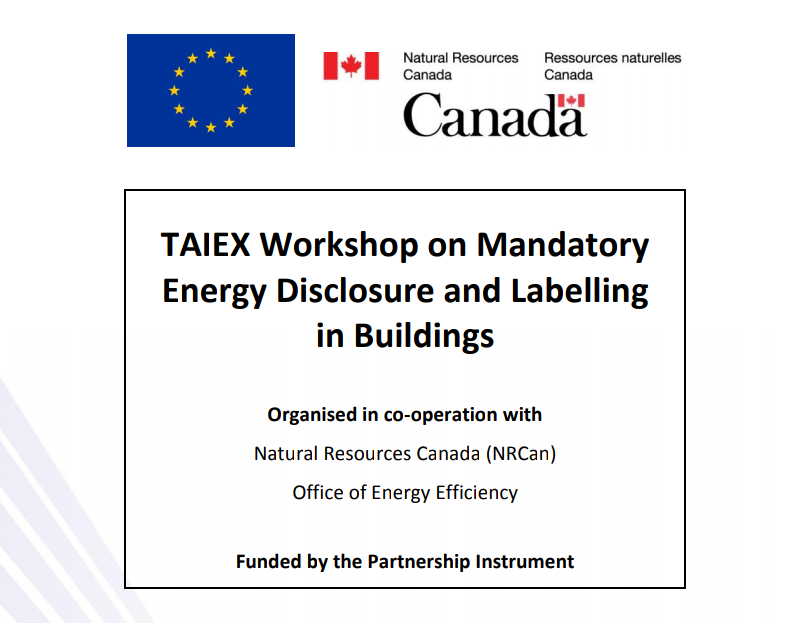 Natural Resources Canada
Ressources naturelles Canada
Canada
TAIEX Workshop on Mandatory
Energy Disclosure and Labelling
in Buildings
Organised in co-operation with
Natural Resources Canada (NRCan)
Office of Energy Efficiency
Funded by the Partnership Instrument